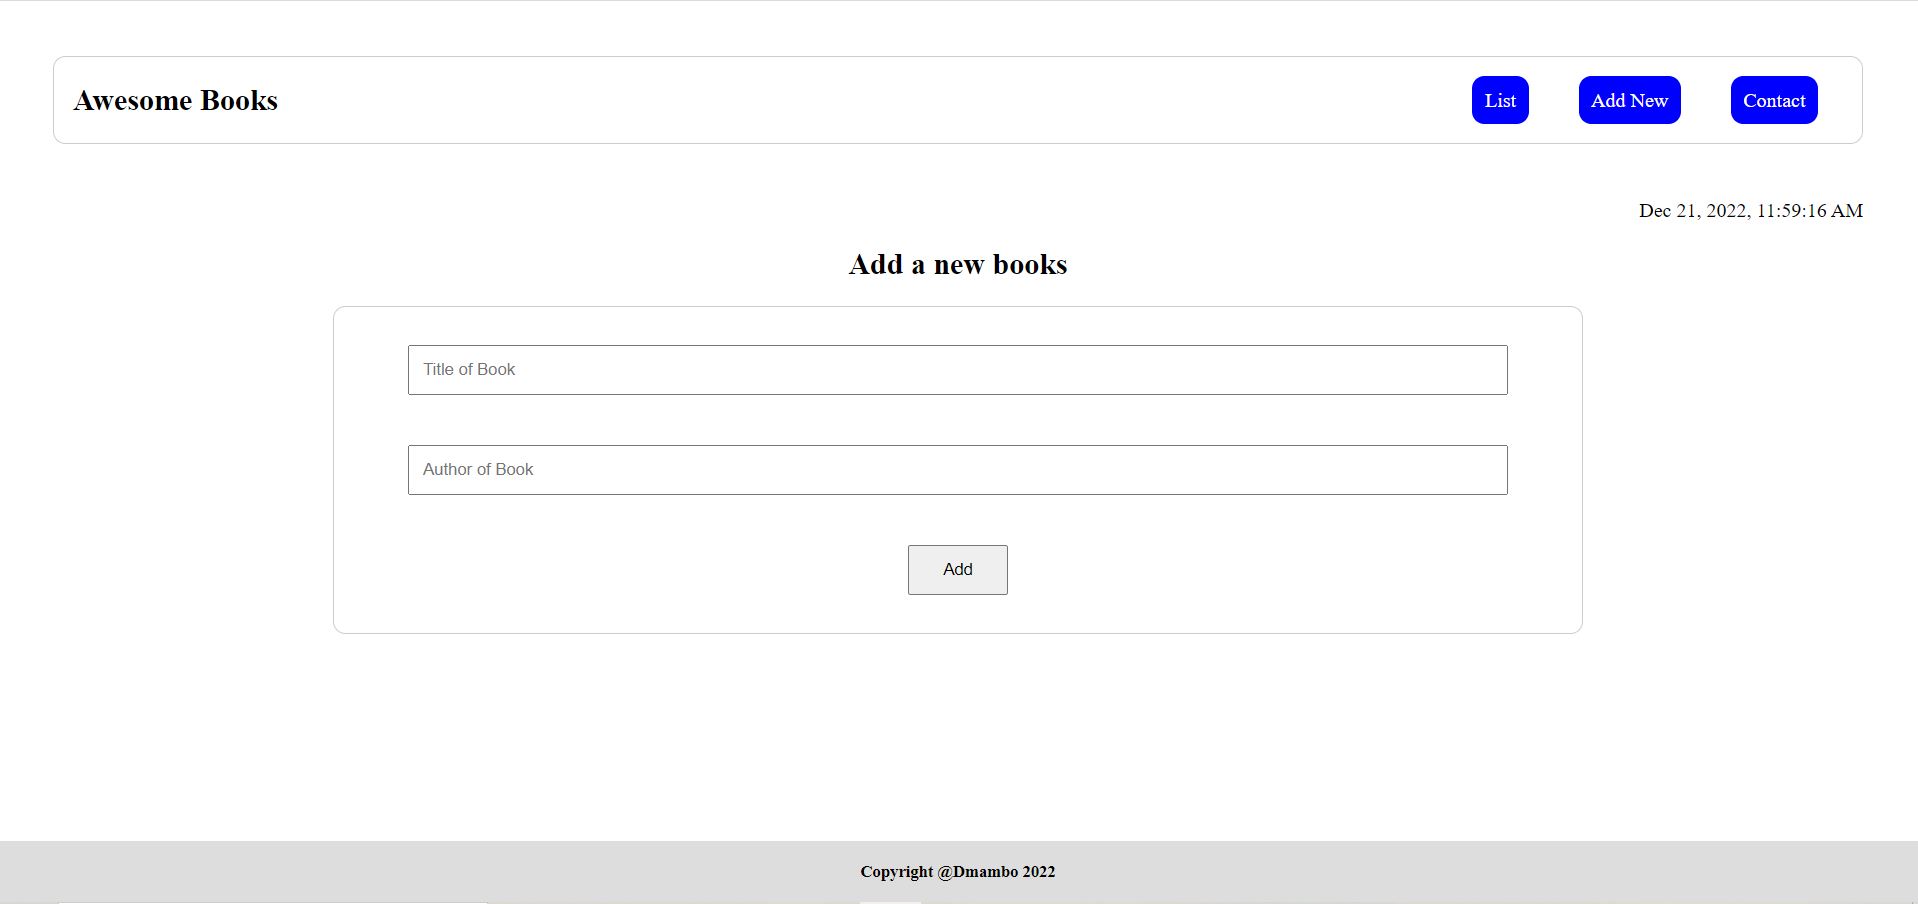 Awesome Books
List Add New Contact
Dec 21, 2022, 11:59:16 AM
Add a new books
Title of Book
Author of Book
Add
Copyright @Dmambo 2022